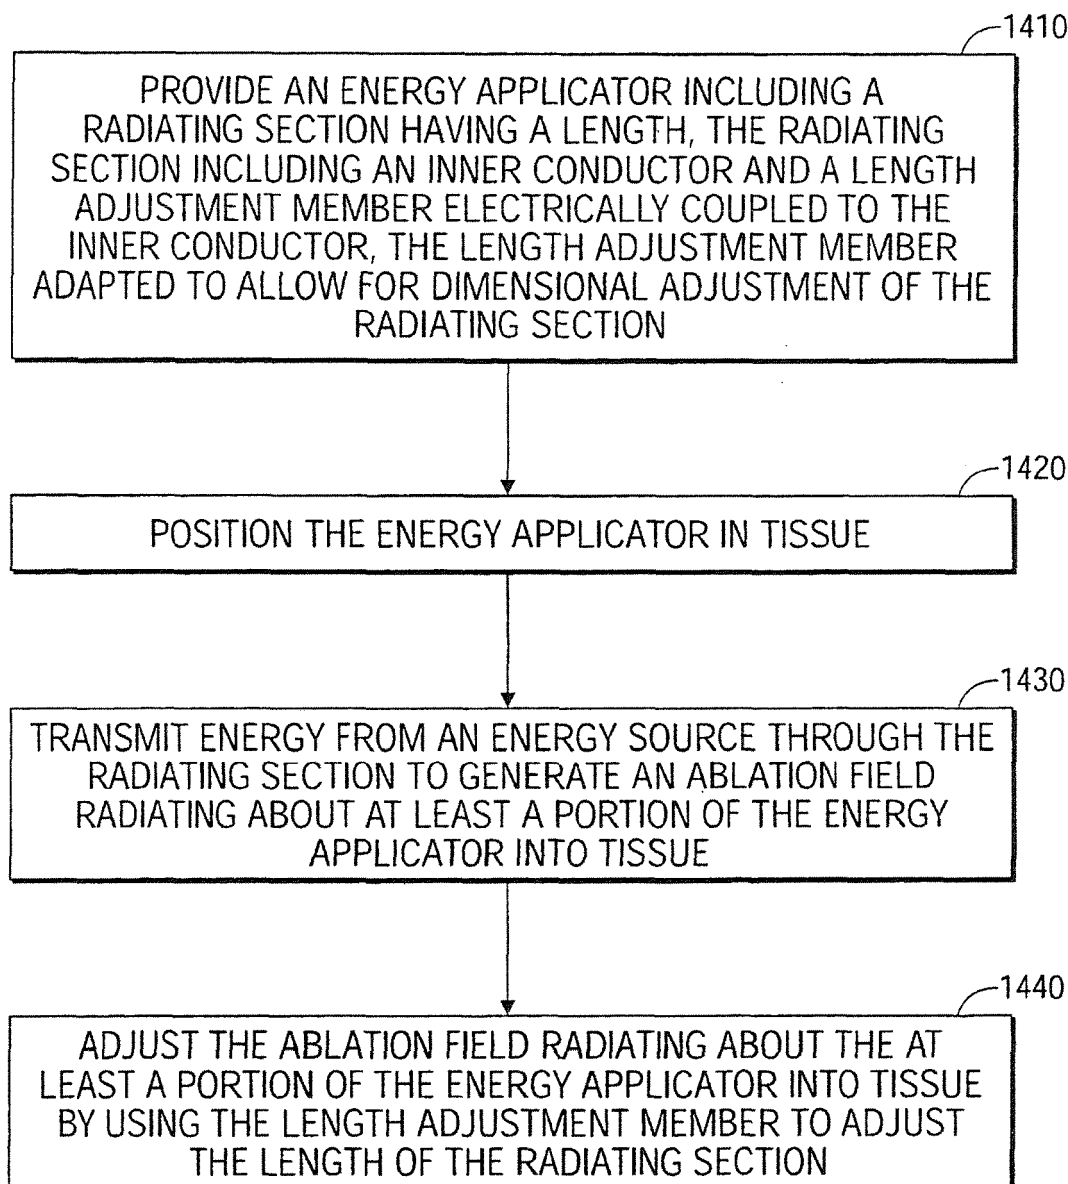 1410
PROVIDE AN ENERGY APPLICATOR INCLUDING A
RADIATING SECTION HAVING A LENGTH, THE RADIATING
SECTION INCLUDING AN INNER CONDUCTOR AND A LENGTH
ADJUSTMENT MEMBER ELECTRICALLY COUPLED TO THE
INNER CONDUCTOR, THE LENGTH ADJUSTMENT MEMBER
ADAPTED TO ALLOW FOR DIMENSIONAL ADJUSTMENT OF THE
RADIATING SECTION
1420
POSITION THE ENERGY APPLICATOR IN TISSUE
1430
TRANSMIT ENERGY FROM AN ENERGY SOURCE THROUGH THE
RADIATING SECTION TO GENERATE AN ABLATION FIELD
RADIATING ABOUT AT LEAST A PORTION OF THE ENERGY
APPLICATOR INTO TISSUE
1440
ADJUST THE ABLATION FIELD RADIATING ABOUT THE AT
LEAST A PORTION OF THE ENERGY APPLICATOR INTO TISSUE
BY USING THE LENGTH ADJUSTMENT MEMBER TO ADJUST
THE LENGTH OF THE RADIATING SECTION